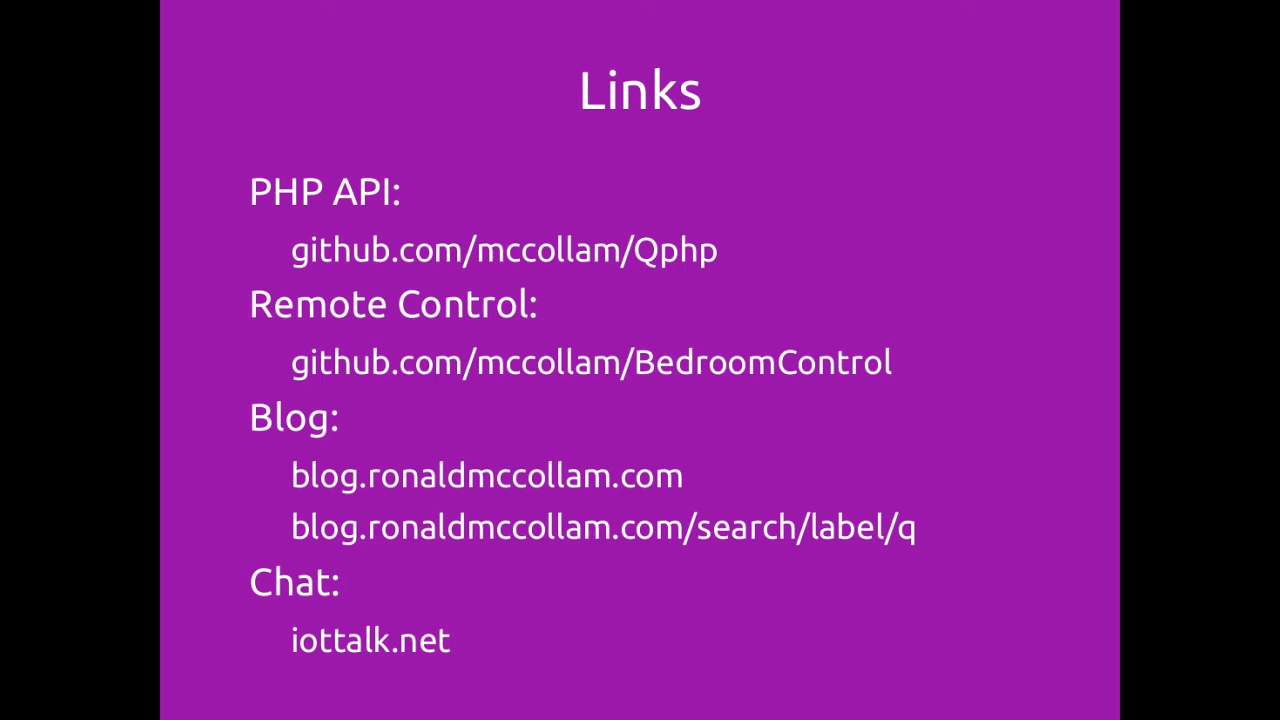 Links
PHP API:
github.com/mccollam/Qphp
Remote Control:
github.com/mccollam/BedroomControl
Blog:
blog.ronaldmccollam.com
blog.ronaldmccollam.com/search/label/q
Chat:
iottalk.net